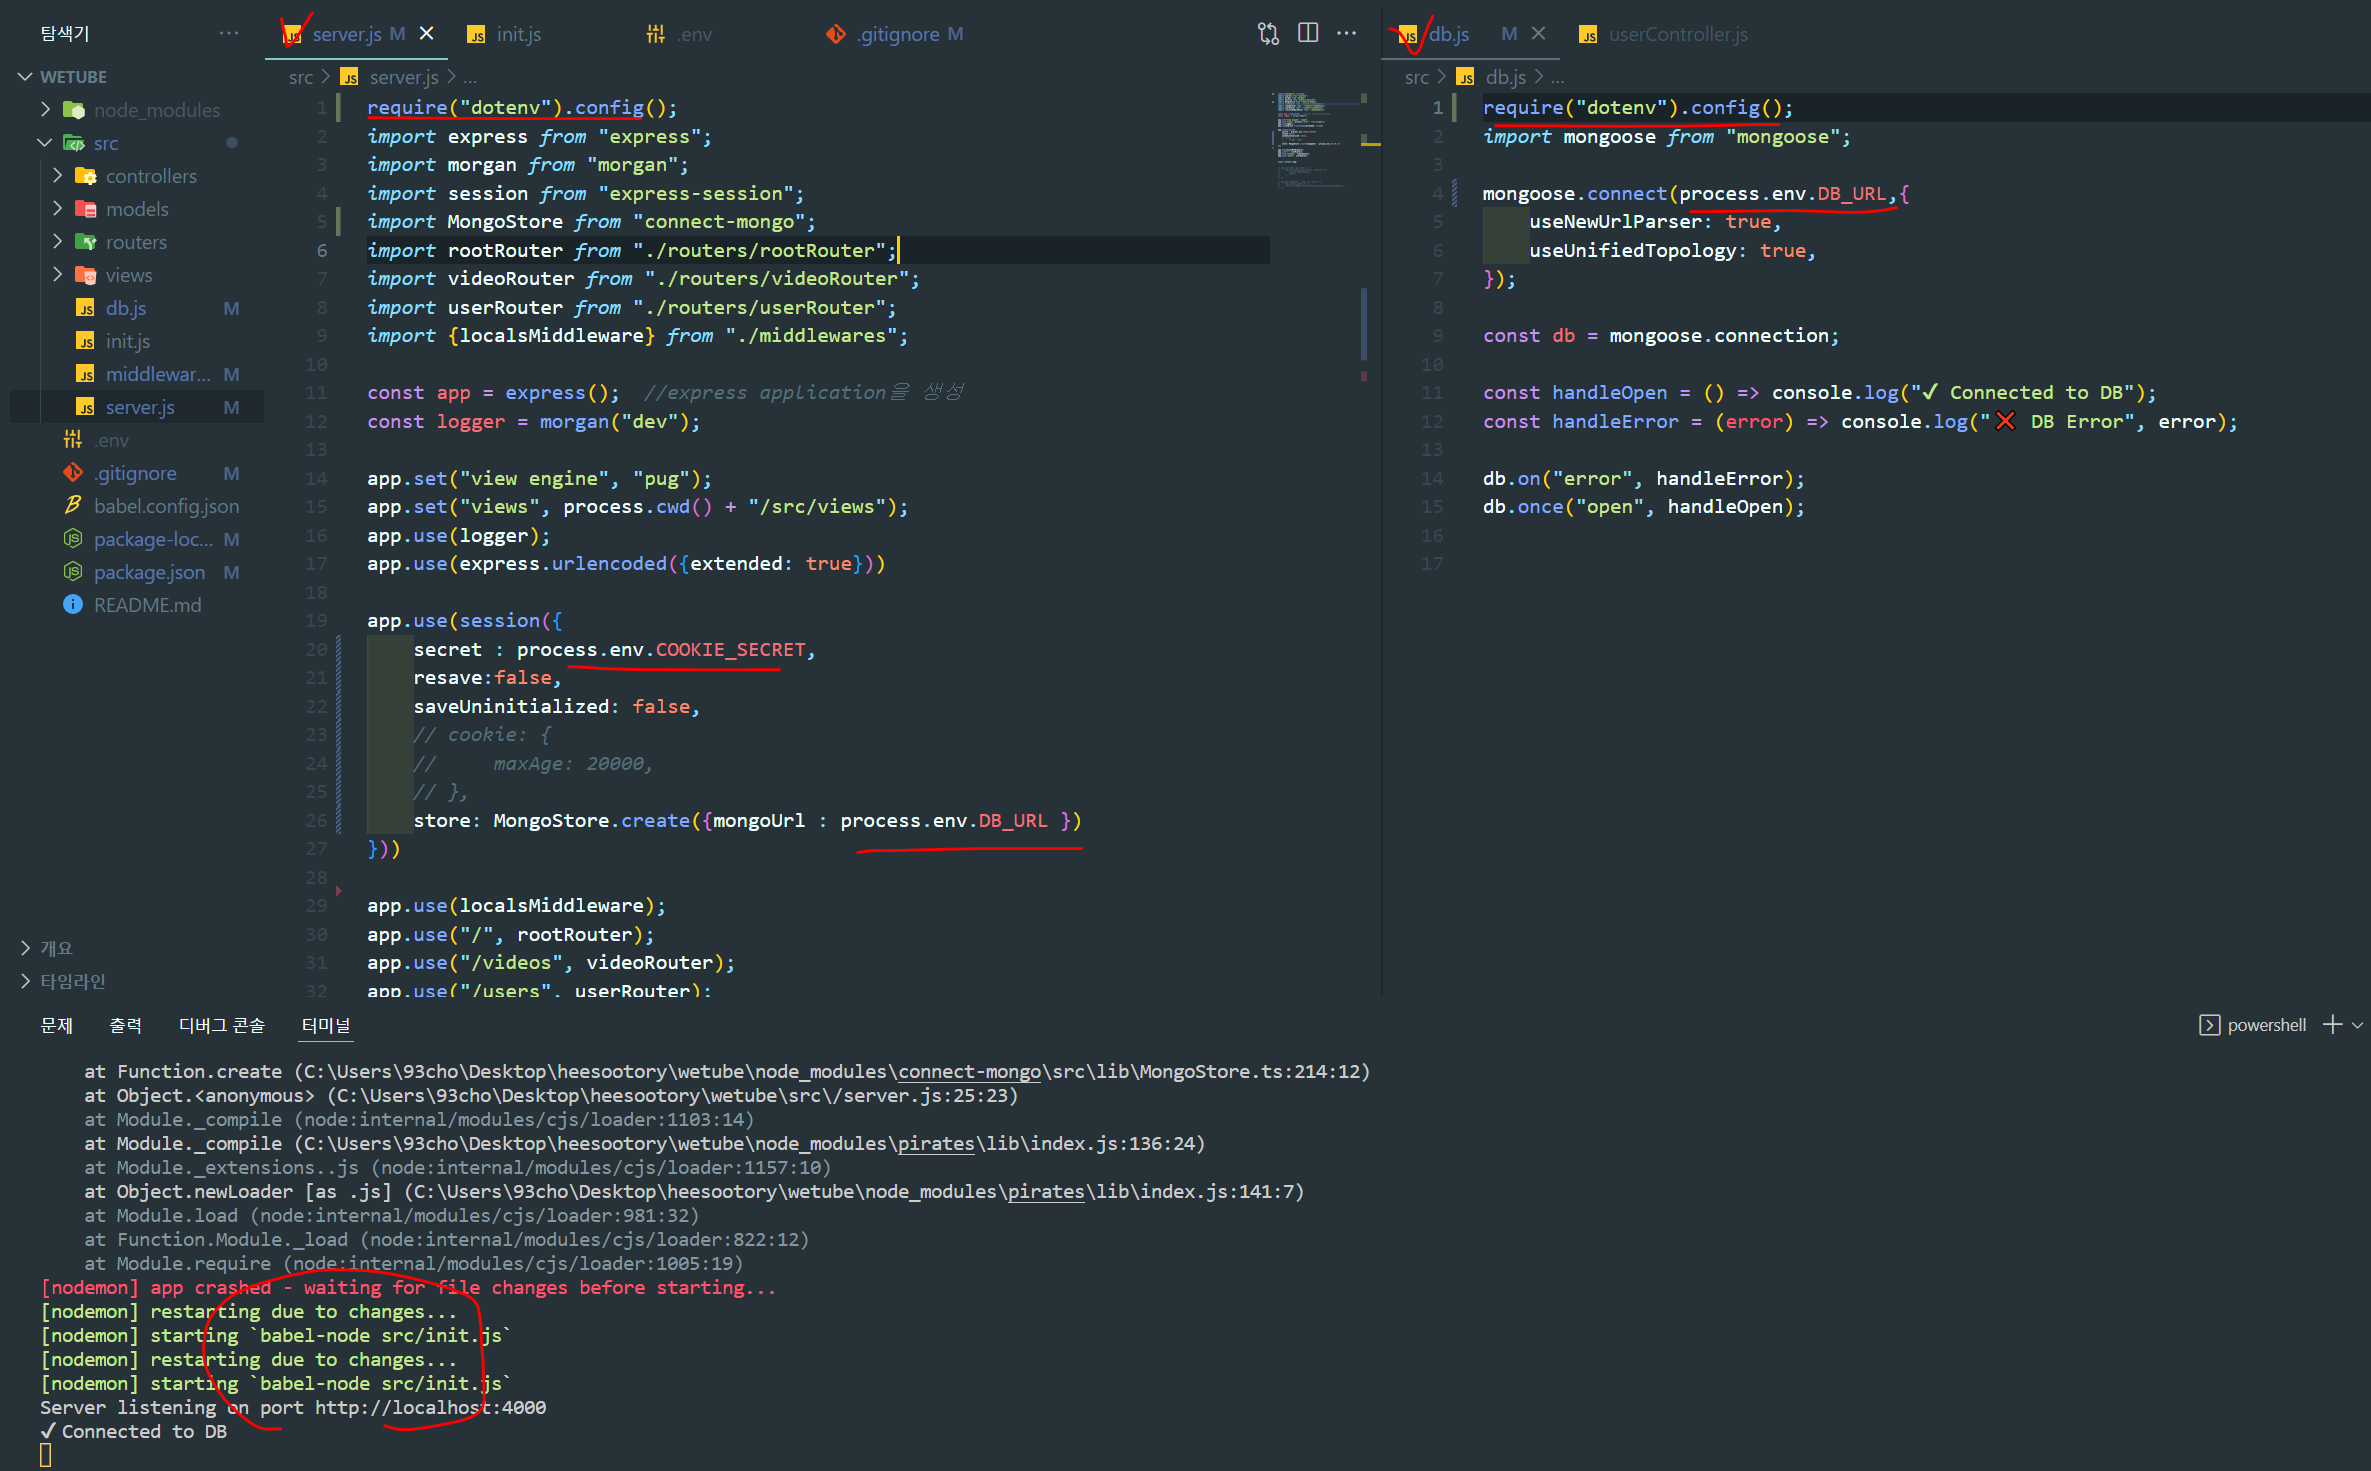 탐색기 ···
WETUBE
node_modules
src
controllers
models
routers
views
db.js M
init.js
middlewar... M
server.js M
.env
.gitignore M
babel.config.json
package-loc... M
package.json M
README.md
개요
타임라인
server.js M
init.js
.env
.gitignore M
src > server.js > ...
1 require("dotenv").config();
2 import express from "express";
3 import morgan from "morgan";
4 import session from "express-session";
5 import MongoStore from "connect-mongo";
6 import rootRouter from "./routers/rootRouter";
7 import videoRouter from "./routers/videoRouter";
8 import userRouter from "./routers/userRouter";
9 import {localsMiddleware} from "./middlewares";
10
11 const app = express();  //express application을 생성
12 const logger = morgan("dev");
13
14 app.set("view engine", "pug");
15 app.set("views", process.cwd() + "/src/views");
16 app.use(logger);
17 app.use(express.urlencoded({extended: true}))
18
19 app.use(session({
20     secret : process.env.COOKIE_SECRET,
21     resave:false,
22     saveUninitialized: false,
23     // cookie: {
24     //     maxAge: 20000,
25     // },
26     store: MongoStore.create({mongoUrl : process.env.DB_URL })
27 }))
28
29 app.use(localsMiddleware);
30 app.use("/", rootRouter);
31 app.use("/videos", videoRouter);
32 app.use("/users", userRouter);
db.js M
userController.js
src > db.js > ...
1 require("dotenv").config();
2 import mongoose from "mongoose";
3
4 mongoose.connect(process.env.DB_URL,{
5     useNewUrlParser: true,
6     useUnifiedTopology: true,
7 });
8
9 const db = mongoose.connection;
10
11 const handleOpen = () => console.log("✔ Connected to DB");
12 const handleError = (error) => console.log("❌ DB Error", error);
13
14 db.on("error", handleError);
15 db.once("open", handleOpen);
16
17
문제 출력 디버그 콘솔 터미널
powershell
at Function.create (C:\Users\93cho\Desktop\heesootory\wetube\node_modules\connect-mongo\src\lib\MongoStore.ts:214:12)
at Object.<anonymous> (C:\Users\93cho\Desktop\heesootory\wetube\src\/server.js:25:23)
at Module._compile (node:internal/modules/cjs/loader:1103:14)
at Module._compile (C:\Users\93cho\Desktop\heesootory\wetube\node_modules\pirates\lib\index.js:136:24)
at Module._extensions..js (node:internal/modules/cjs/loader:1157:10)
at Object.newLoader [as .js] (C:\Users\93cho\Desktop\heesootory\wetube\node_modules\pirates\lib\index.js:141:7)
at Module.load (node:internal/modules/cjs/loader:981:32)
at Function.Module._load (node:internal/modules/cjs/loader:822:12)
at Module.require (node:internal/modules/cjs/loader:1005:19)
[nodemon] app crashed - waiting for file changes before starting...
[nodemon] restarting due to changes...
[nodemon] starting `babel-node src/init.js`
[nodemon] restarting due to changes...
[nodemon] starting `babel-node src/init.js`
Server listening on port http://localhost:4000
✔ Connected to DB